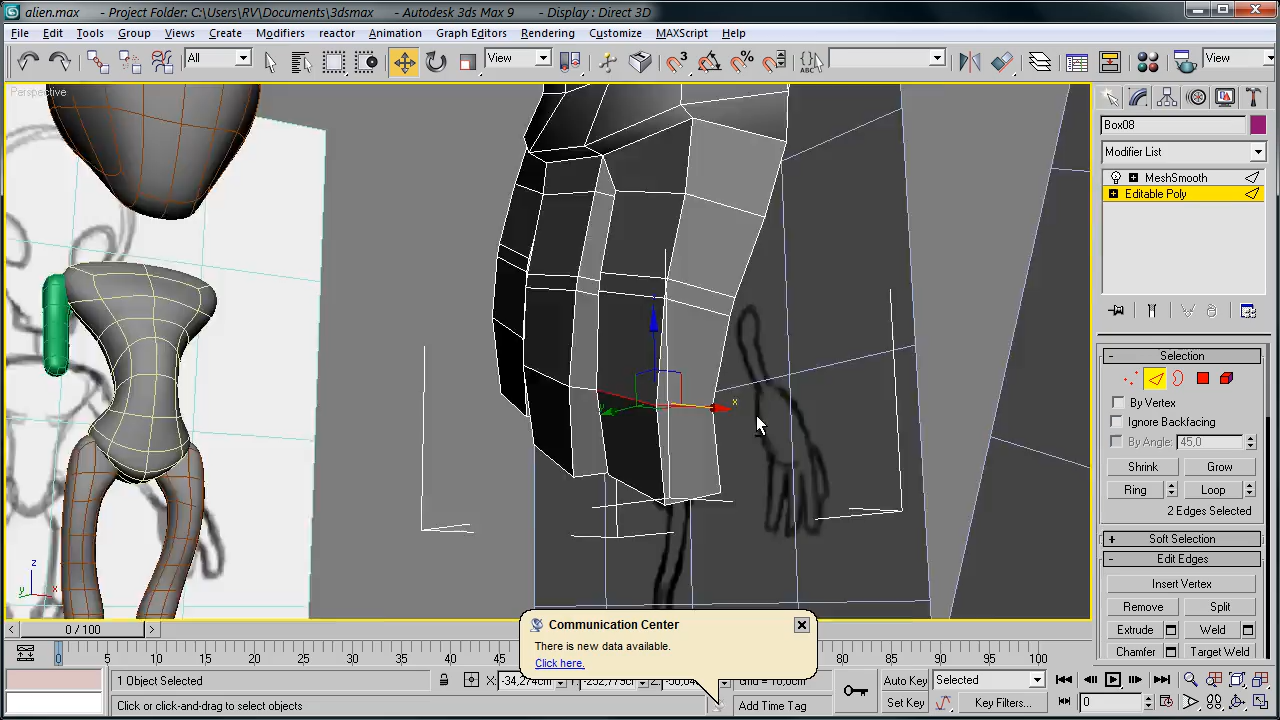 alien.max - Project Folder: C:\Users\RV\Documents\3dsmax - Autodesk 3ds Max 9 - Display : Direct 3D
File Edit Tools Group Views Create Modifiers reactor Animation Graph Editors Rendering Customize MAXScript Help
All View 3 % ABC View
Perspective
Box08
Modifier List
MeshSmooth
Editable Poly
Selection
By Vertex
Ignore Backfacing
By Angle: 45,0
Shrink Grow
Ring Loop
2 Edges Selected
Soft Selection
Edit Edges
Insert Vertex
Remove Split
Extrude Weld
Chamfer Target Weld
x
z
y x
0 / 100
0 5 10 15 20 25 30 35 40 45 80 85 90 95 100
Communication Center
There is new data available.
Click here.
1 Object Selected X: -34,274cm
Click or click-and-drag to select objects
Add Time Tag
Auto Key Selected
Set Key Key Filters...
0